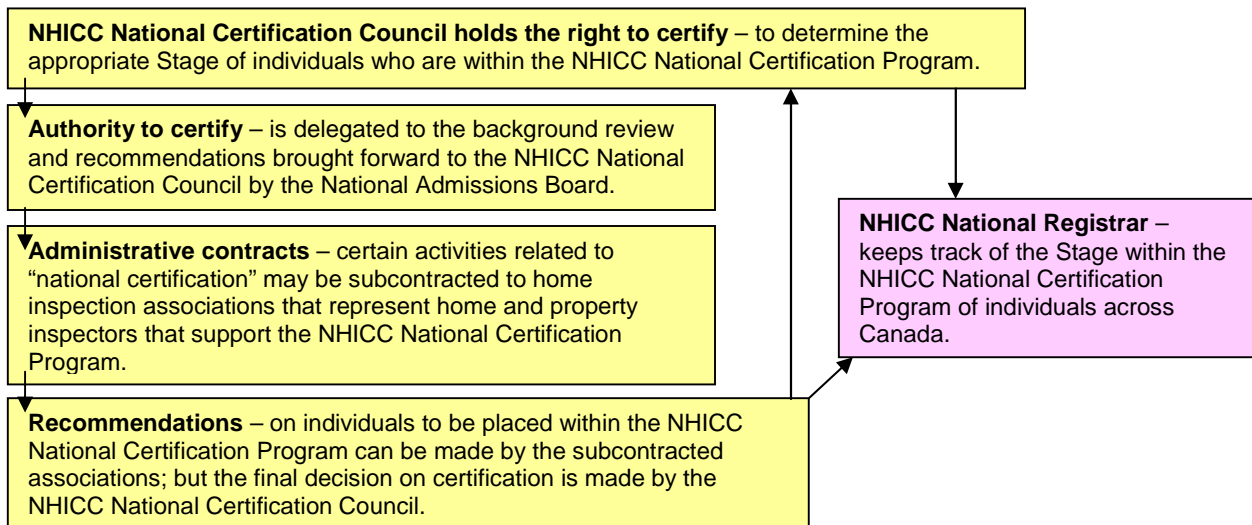 NHICC National Certification Council holds the right to certify – to determine the
appropriate Stage of individuals who are within the NHICC National Certification Program.
Authority to certify – is delegated to the background review
and recommendations brought forward to the NHICC National
Certification Council by the National Admissions Board.
Administrative contracts – certain activities related to
“national certification” may be subcontracted to home
inspection associations that represent home and property
inspectors that support the NHICC National Certification
Program.
Recommendations – on individuals to be placed within the NHICC
National Certification Program can be made by the subcontracted
associations; but the final decision on certification is made by the
NHICC National Certification Council.
NHICC National Registrar –
keeps track of the Stage within the
NHICC National Certification
Program of individuals across
Canada.